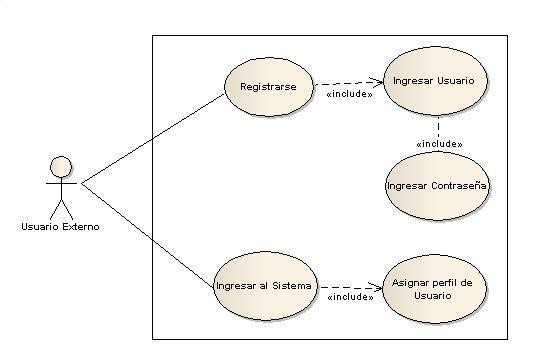 Registrarse
«include»
Ingresar Usuario
«include»
Ingresar Contraseña
Usuario Externo
Ingresar al Sistema
«include»
Asignar perfil de
Usuario